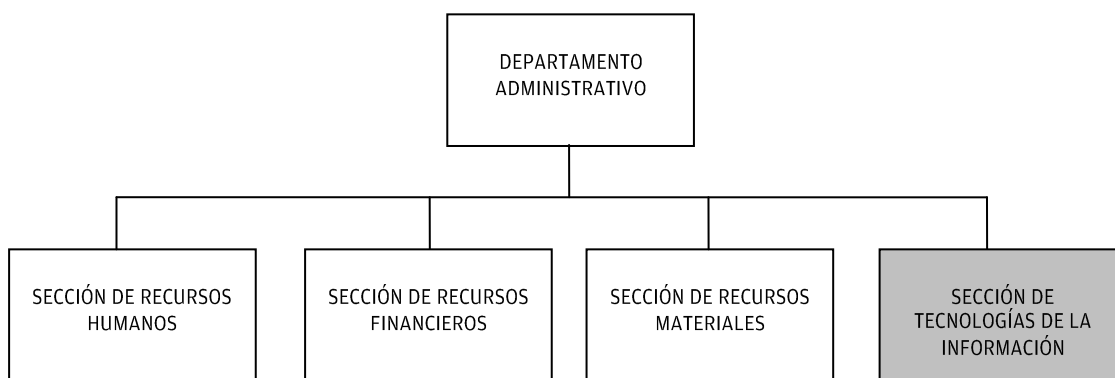 DEPARTAMENTO
ADMINISTRATIVO
SECCIÓN DE RECURSOS
HUMANOS
SECCIÓN DE RECURSOS
FINANCIEROS
SECCIÓN DE RECURSOS
MATERIALES
SECCIÓN DE
TECNOLOGÍAS DE LA
INFORMACIÓN